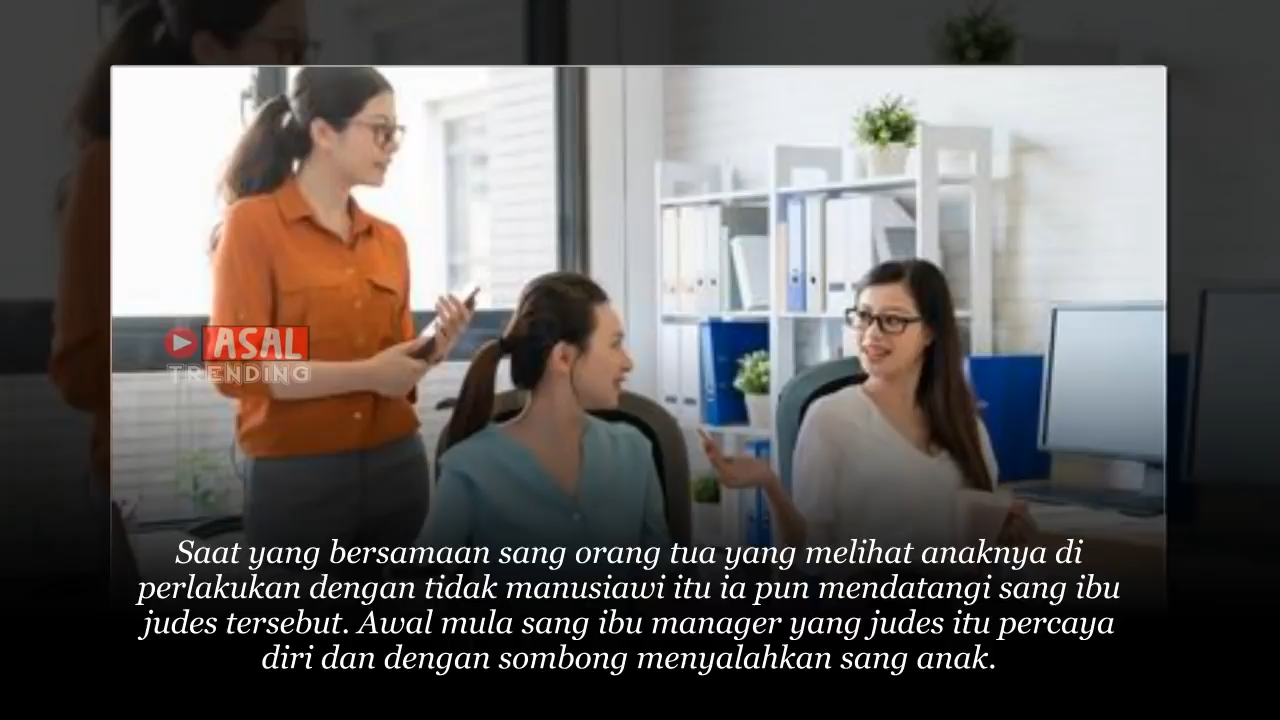 ASAL
TRENDING
Saat yang bersamaan sang orang tua yang melihat anaknya di
perlakukan dengan tidak manusiawi itu ia pun mendatangi sang ibu
judes tersebut. Awal mula sang ibu manager yang judes itu percaya
diri dan dengan sombong menyalahkan sang anak.